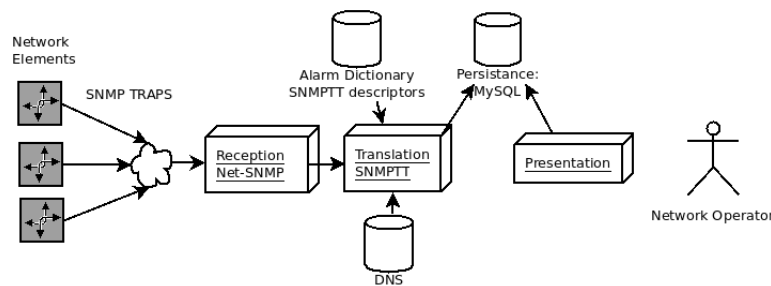 Network
Elements
SNMP TRAPS
Alarm Dictionary
SNMPTT descriptors
Persistance:
MySQL
Reception
Net-SNMP
Translation
SNMPTT
Presentation
Network Operator
DNS